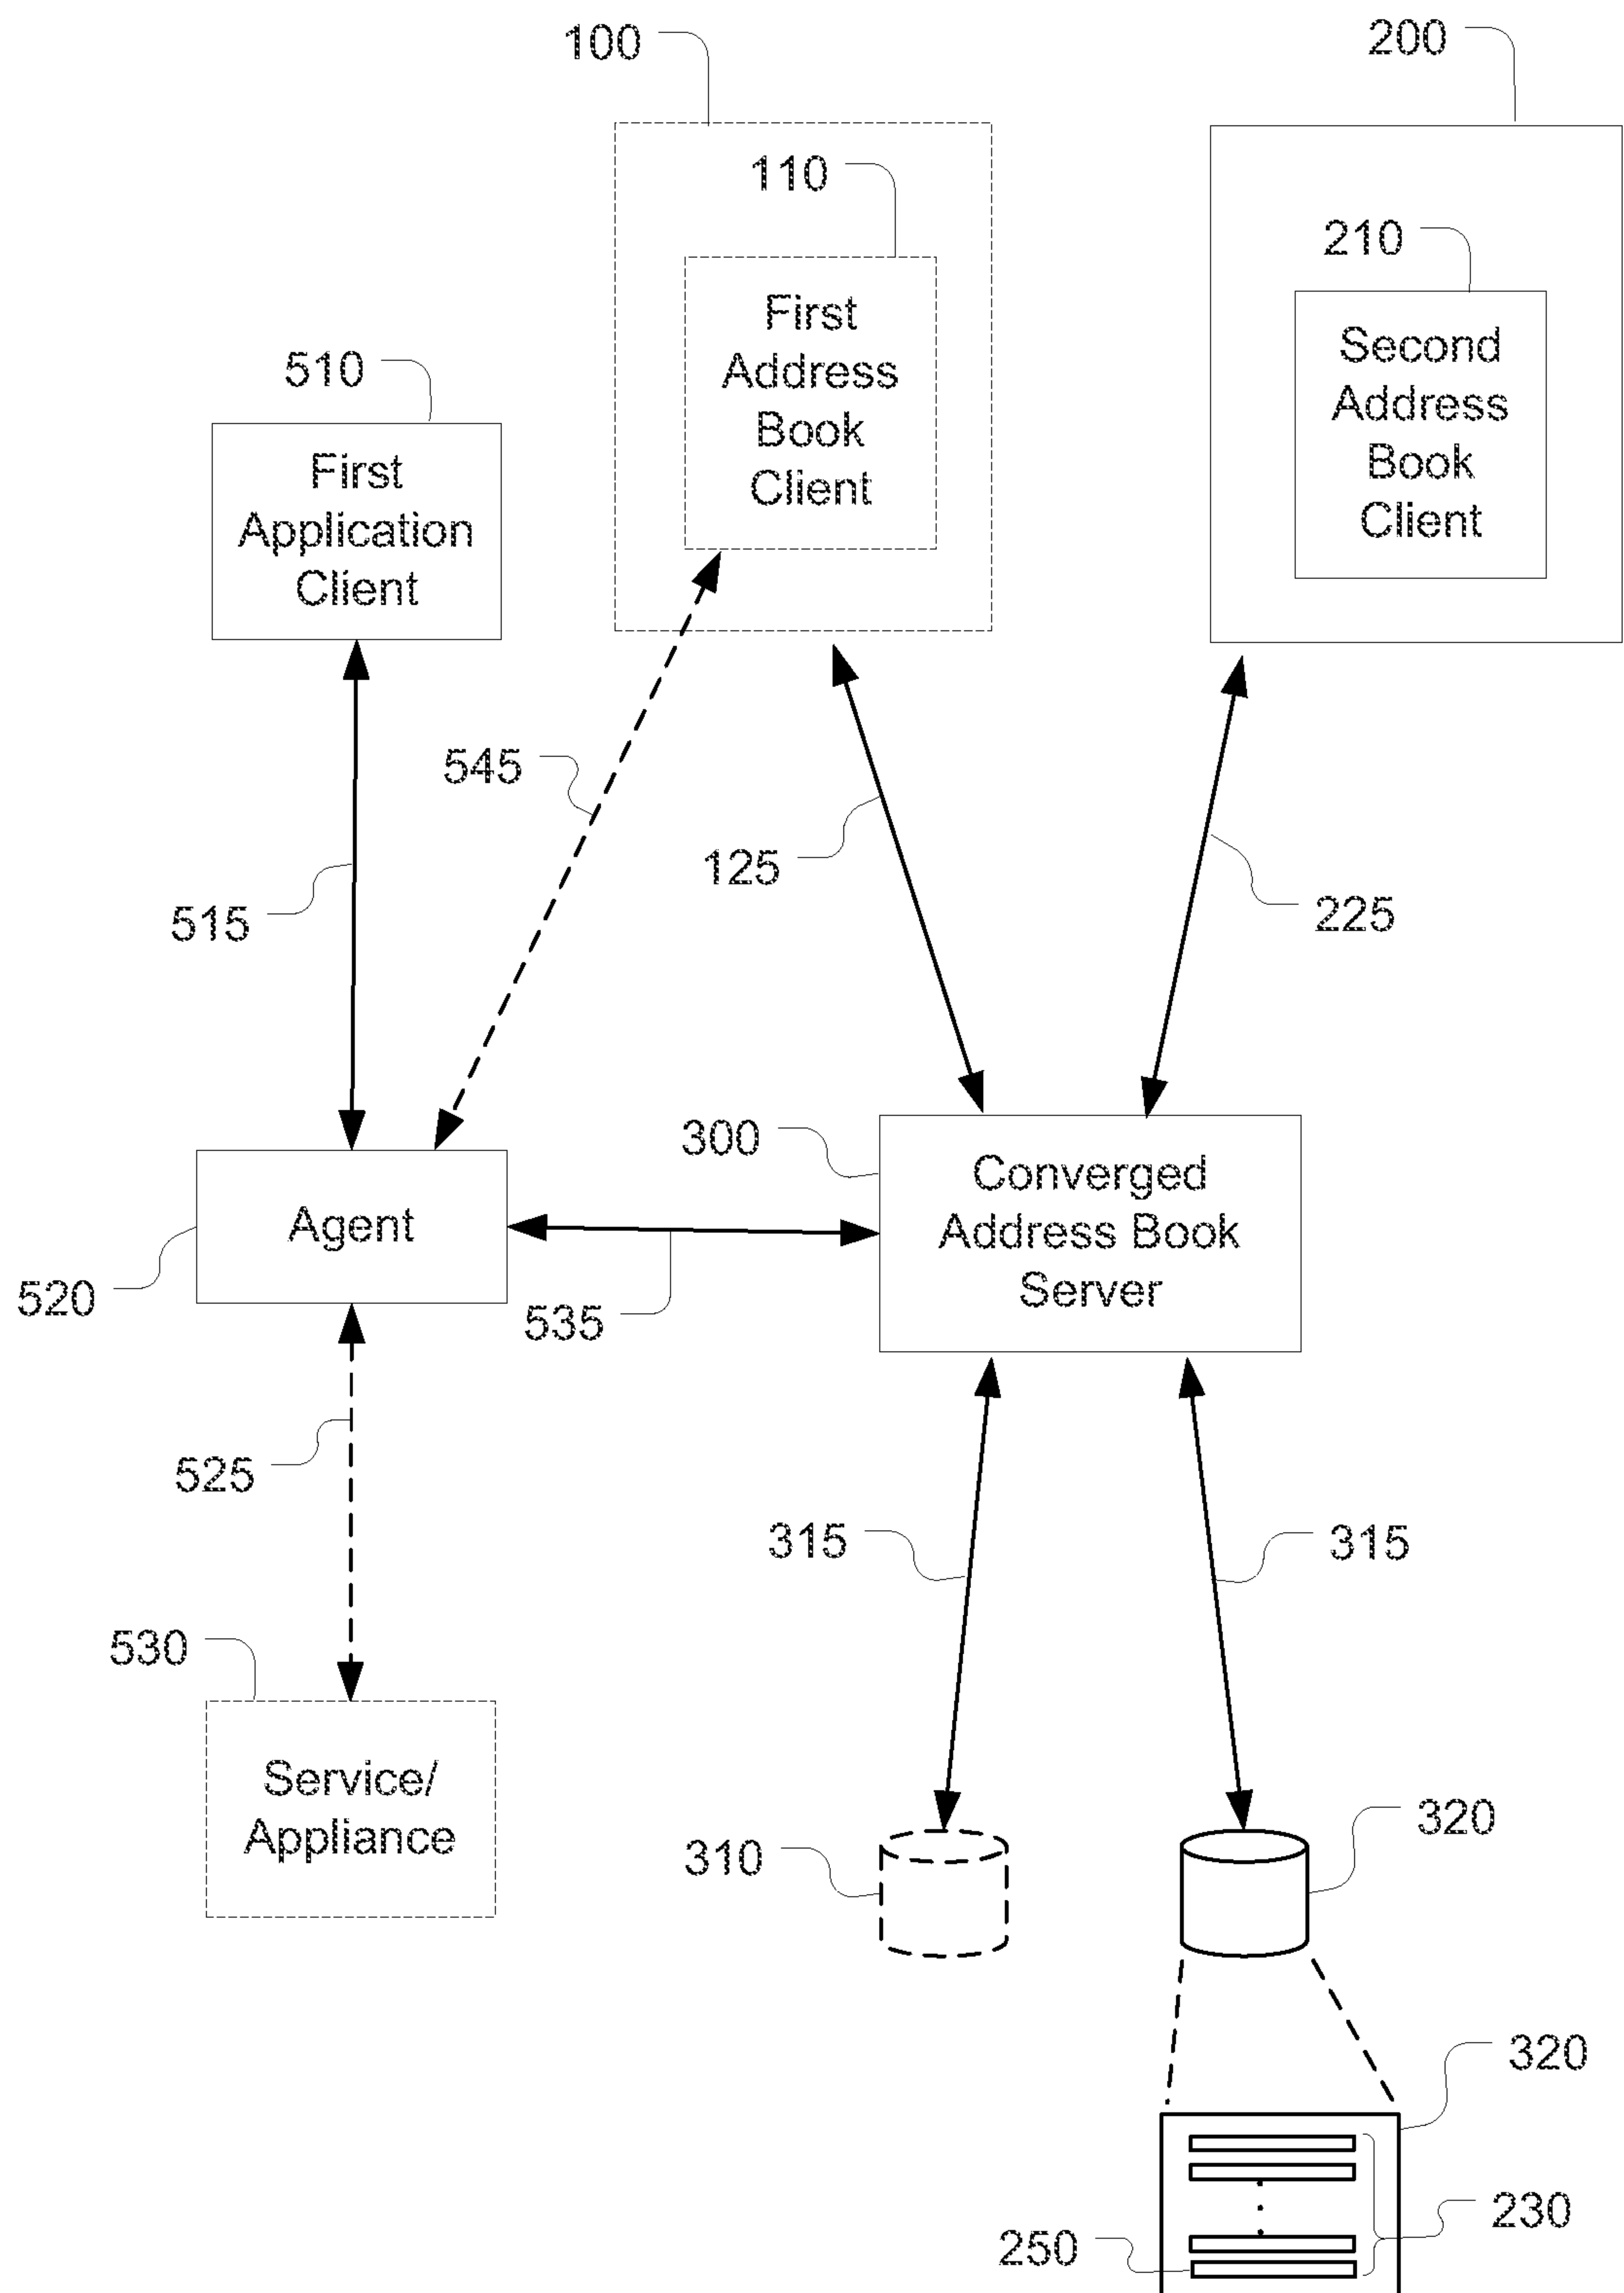 100
200
110
First
Address
Book
Client
210
Second
Address
Book
Client
510
First
Application
Client
545
125
515
225
300
Converged
Address Book
Server
Agent
520
535
525
315
315
530
Service/
Appliance
310
320
320
230
250